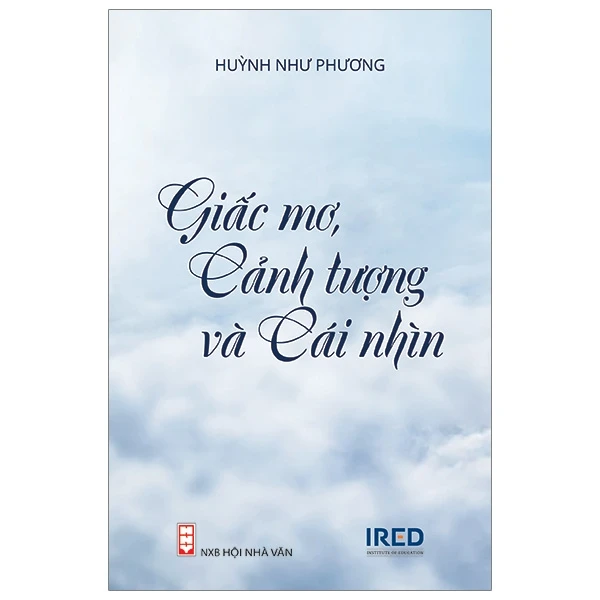 HUỲNH NHƯ PHƯƠNG
Giấc mơ,
Cảnh tượng
và Cái nhìn
NXB HỘI NHÀ VĂN
IRED
INSTITUTE OF EDUCATION